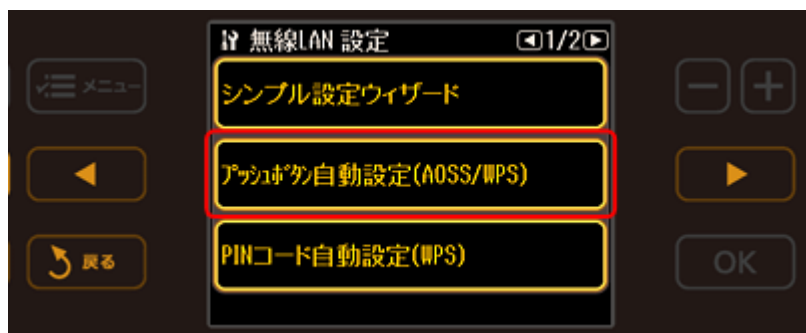 無線LAN 設定
1/2
メニュー
シンプル設定ウィザード
プッシュボタン自動設定(AOSS/WPS)
戻る
PINコード自動設定(WPS)
OK